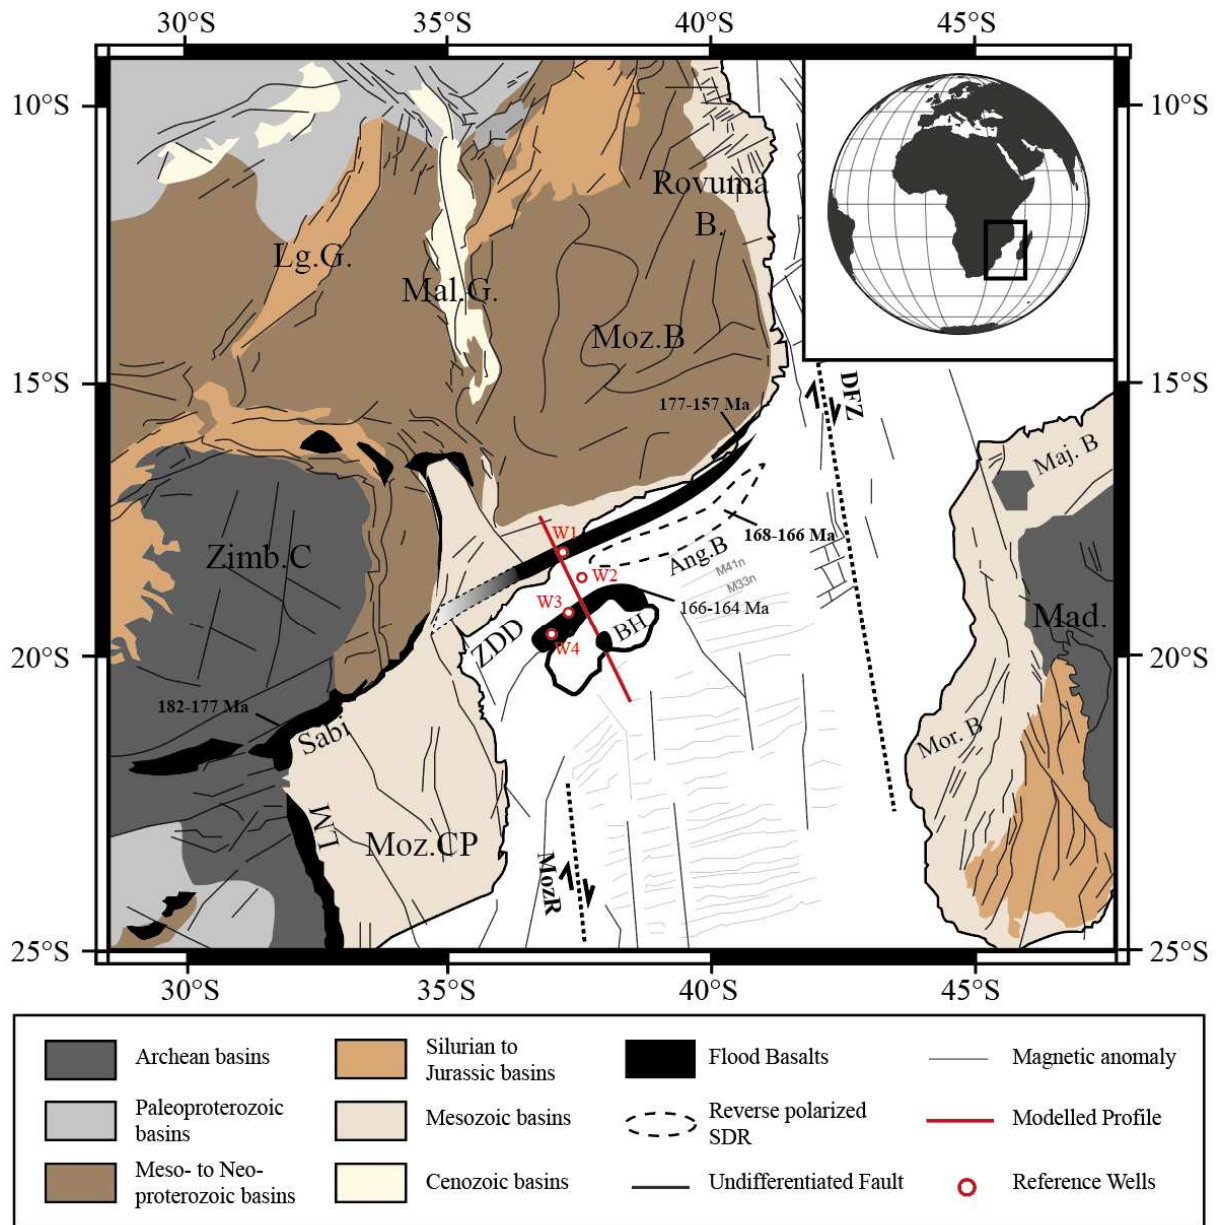 30°S 35°S 40°S 45°S
10°S 10°S
Rovuma
B.
Lg.G.
Mal.G.
Moz.B
15°S 15°S
DFZ
177-157 Ma
Maj. B
W1
168-166 Ma
Zimb.C
Ang.B
W2
M41n
M33n
W3
166-164 Ma
Mad.
BH
ZDD
W4
20°S 20°S
182-177 Ma
Sabi
Mor. B
LM
Moz.CP
MozR
25°S 25°S
30°S 35°S 40°S 45°S
Archean basins
Paleoproterozoic
basins
Meso- to Neo-
proterozoic basins
Silurian to
Jurassic basins
Mesozoic basins
Cenozoic basins
Flood Basalts
Reverse polarized
SDR
Undifferentiated Fault
Magnetic anomaly
Modelled Profile
Reference Wells